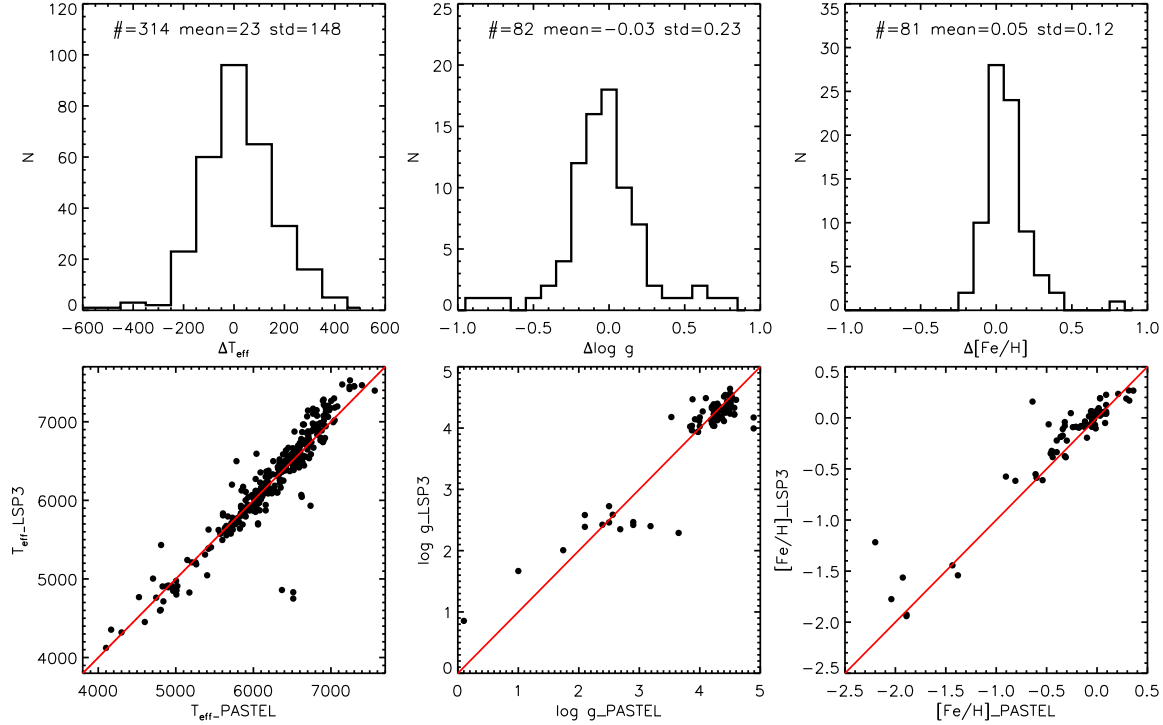 #=314 mean=23 std=148
120
100
80
60
40
20
0
N
−600 −400 −200 0 200 400 600
ΔT_eff
#=82 mean=−0.03 std=0.23
25
20
15
10
5
0
N
−1.0 −0.5 0.0 0.5 1.0
Δlog g
#=81 mean=0.05 std=0.12
35
30
25
20
15
10
5
0
N
−1.0 −0.5 0.0 0.5 1.0
Δ[Fe/H]
7000
6000
5000
4000
T_eff_LSP3
4000 5000 6000 7000
T_eff_PASTEL
5
4
3
2
1
0
log g_LSP3
0 1 2 3 4 5
log g_PASTEL
0.5
0.0
−0.5
−1.0
−1.5
−2.0
−2.5
[Fe/H]_LSP3
−2.5 −2.0 −1.5 −1.0 −0.5 0.0 0.5
[Fe/H]_PASTEL